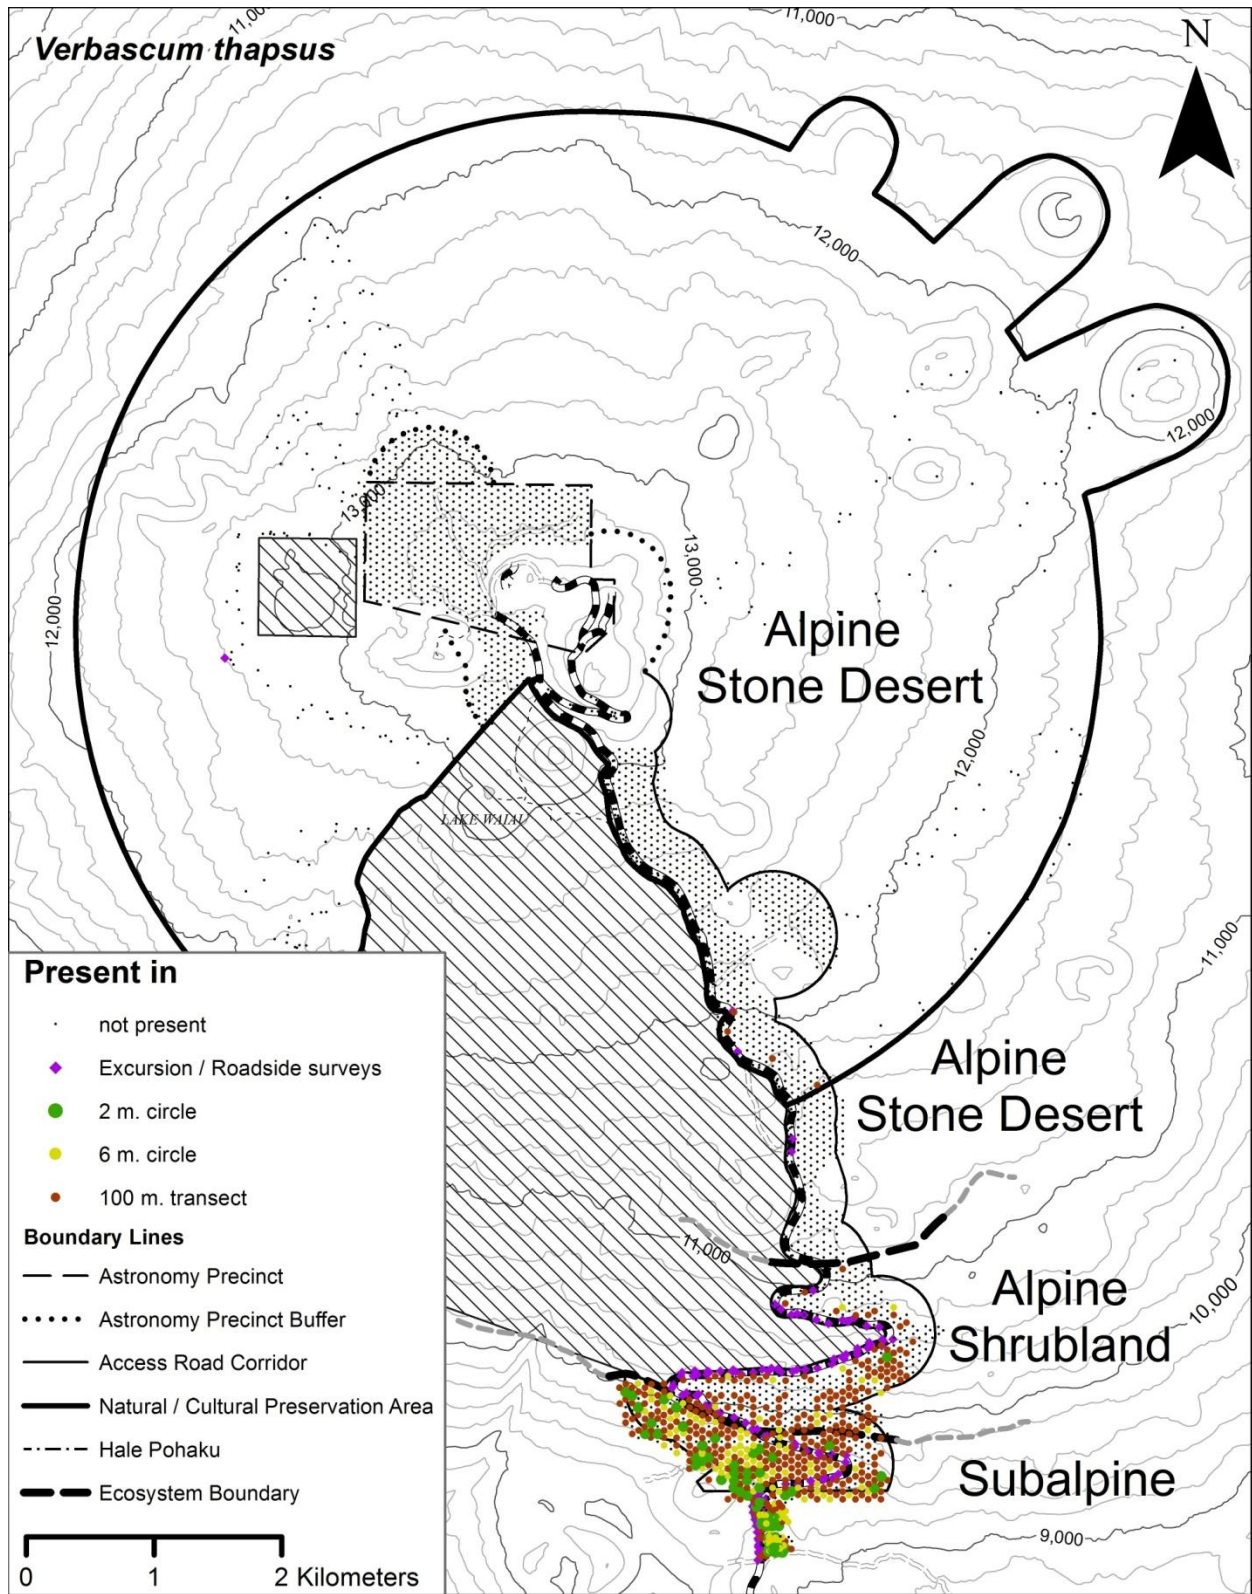 11,000
11,000
Verbascum thapsus
N
12,000
12,000
13,000
13,000
12,000
Alpine
Stone Desert
12,000
LAKE WAIAU
11,000
Present in
not present
Excursion / Roadside surveys
2 m. circle
6 m. circle
100 m. transect
Boundary Lines
Astronomy Precinct
Astronomy Precinct Buffer
Access Road Corridor
Natural / Cultural Preservation Area
Hale Pohaku
Ecosystem Boundary
0 1 2 Kilometers
Alpine
Stone Desert
11,000
Alpine
Shrubland
10,000
Subalpine
9,000